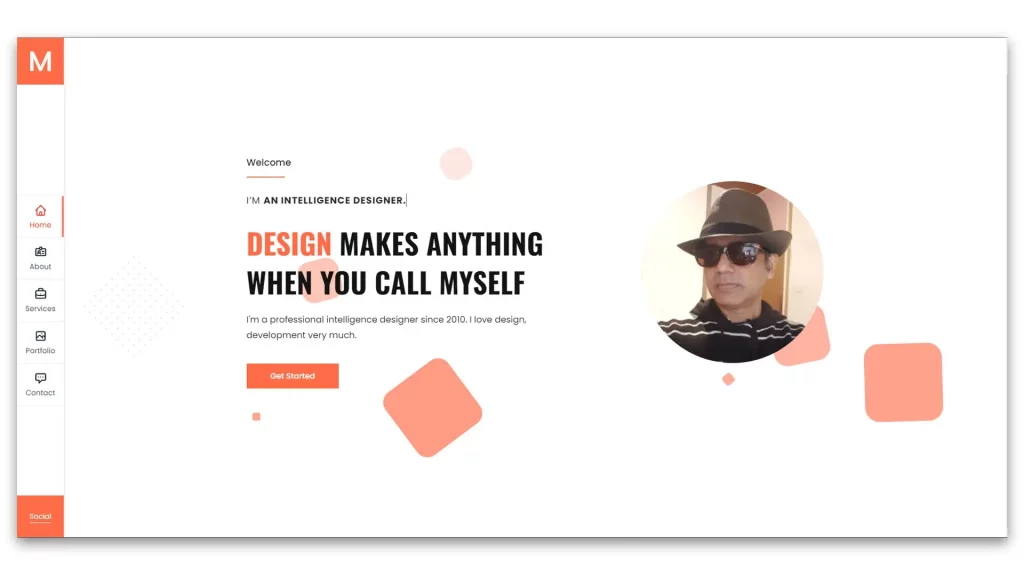 M
Home
About
Services
Portfolio
Contact
Social
Welcome
I'M AN INTELLIGENCE DESIGNER.
DESIGN MAKES ANYTHING
WHEN YOU CALL MYSELF
I'm a professional intelligence designer since 2010. I love design,
development very much.
Get Started